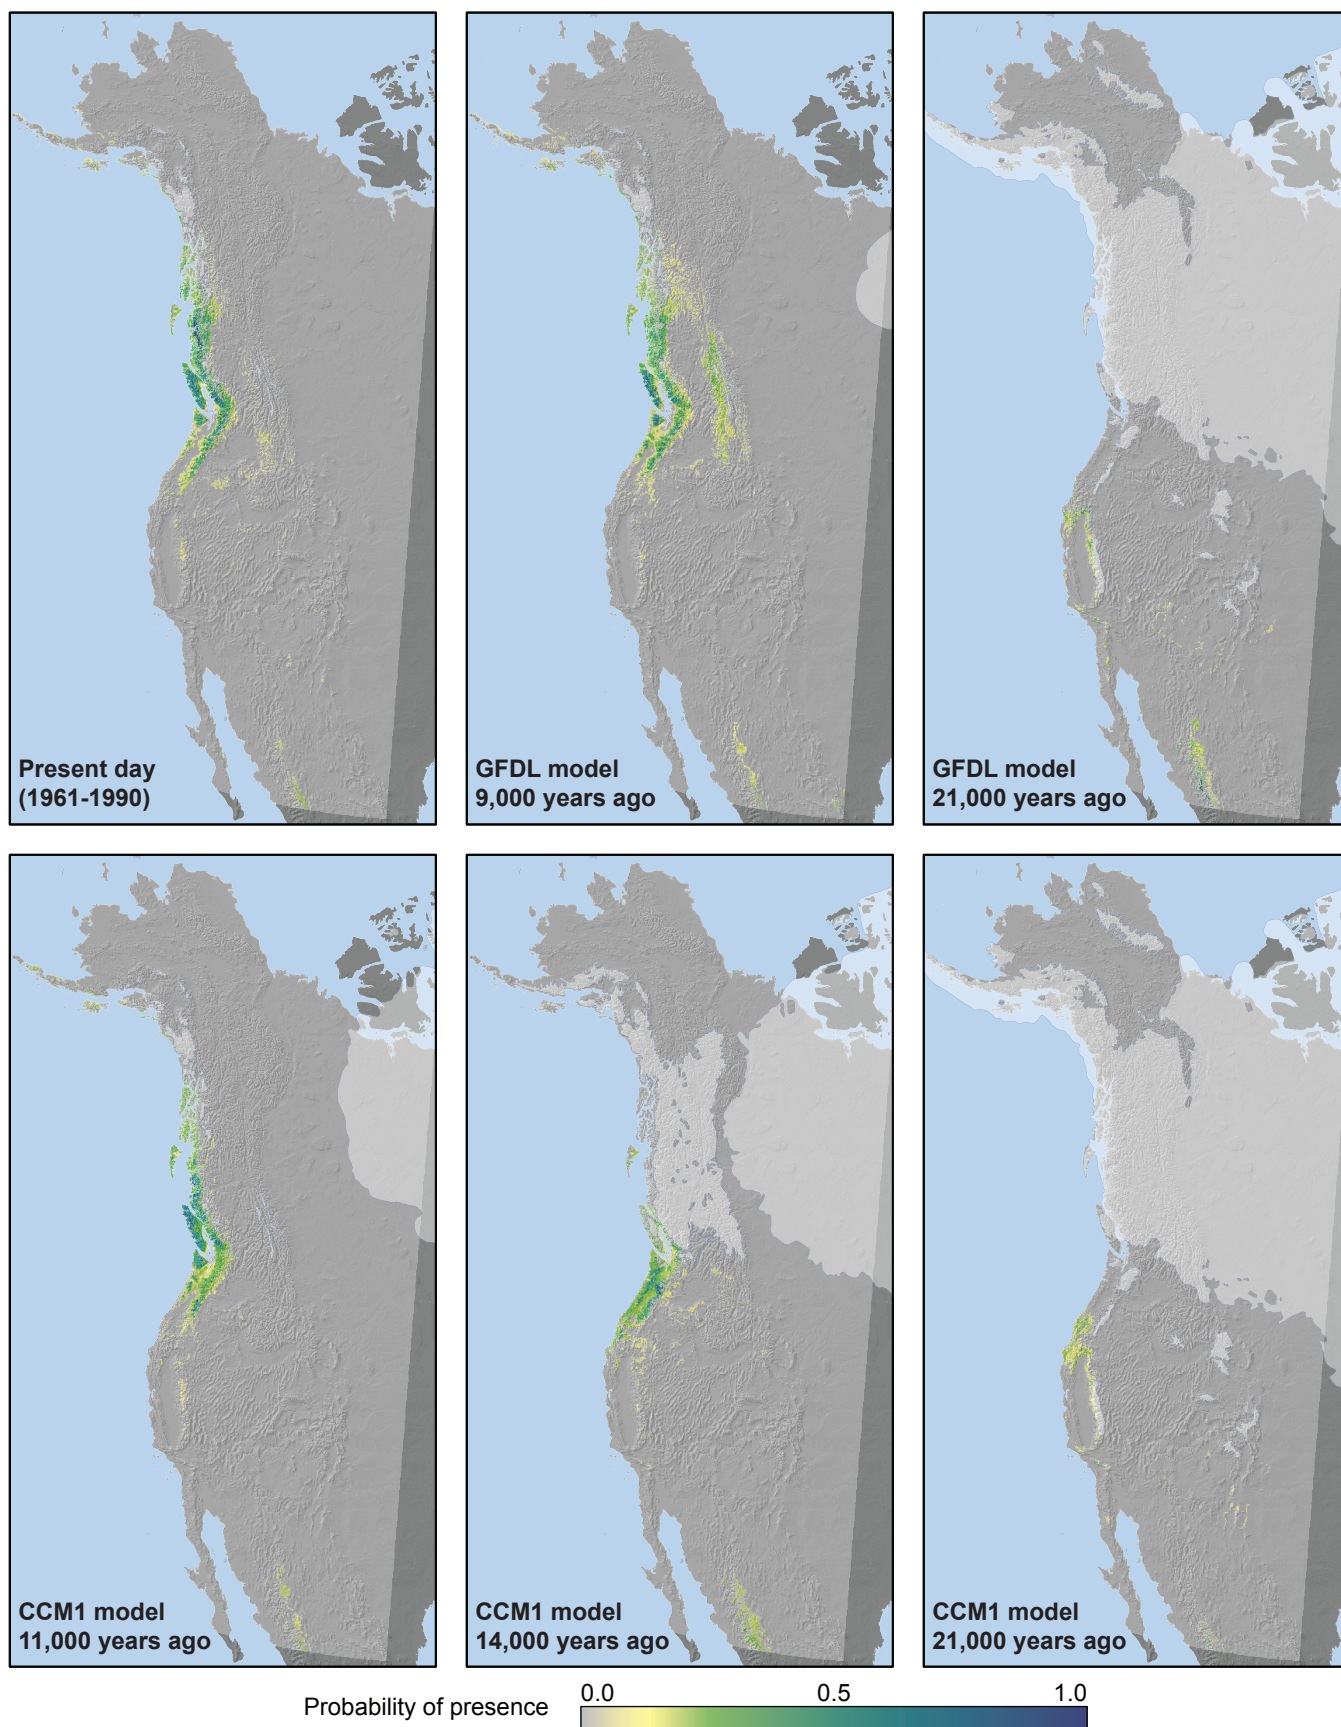 Present day
(1961-1990)
GFDL model
9,000 years ago
GFDL model
21,000 years ago
CCM1 model
11,000 years ago
CCM1 model
14,000 years ago
CCM1 model
21,000 years ago
Probability of presence
0.0 0.5 1.0